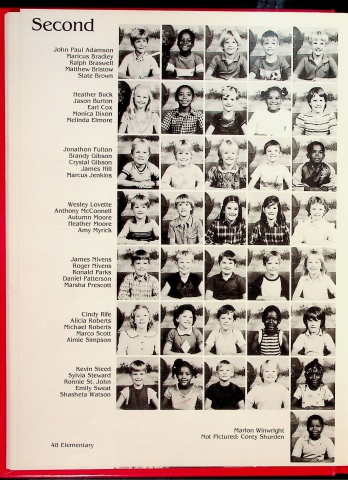 Second
John Paul Adamson
Maricus Bradley
Ralph Braswell
Matthew Bristow
Slate Brown
Heather Buck
Jason Burton
Earl Cox
Monica Dixon
Melinda Elmore
Jonathon Fulton
Brandy Gibson
Crystal Gibson
James Hill
Marcus Jenkins
Wesley Lovette
Anthony McConnell
Autumn Moore
Heather Moore
Amy Myrick
James Nivens
Roger Nivens
Ronald Parks
Daniel Patterson
Marsha Prescott
Cindy Rife
Alicia Roberts
Michael Roberts
Marco Scott
Aimie Simpson
Kevin Steed
Sylvia Steward
Ronnie St. John
Emily Sweat
Shasheta Watson
Marion Winwright
Not Pictured: Corey Shurden
48 Elementary